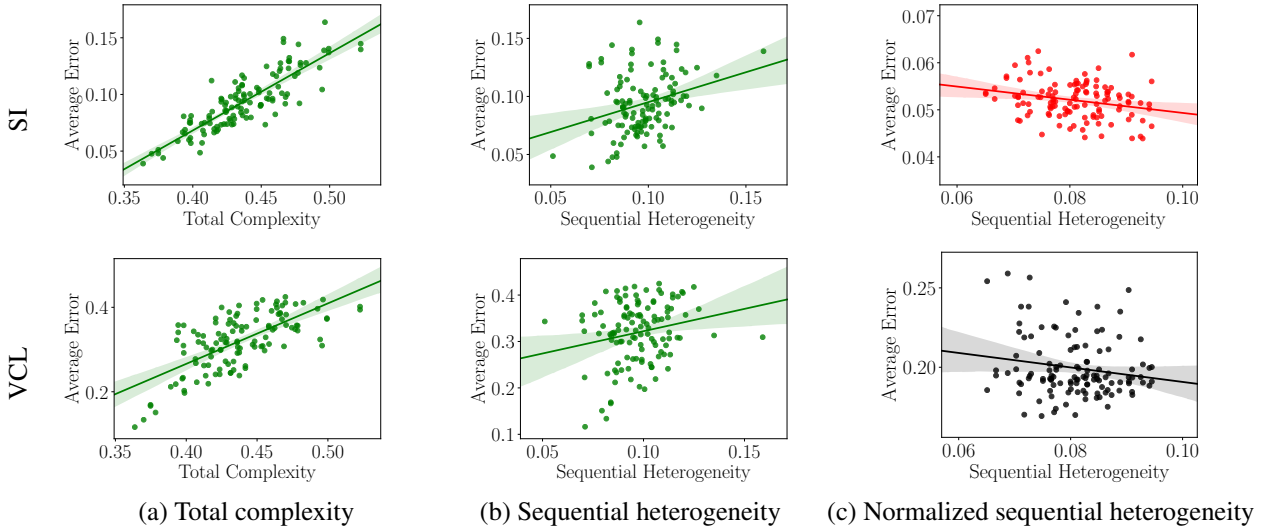 SI
Average Error
0.15
0.10
0.05
0.35 0.40 0.45 0.50
Total Complexity
Average Error
0.15
0.10
0.05
0.05 0.10 0.15
Sequential Heterogeneity
Average Error
0.07
0.06
0.05
0.04
0.06 0.08 0.10
Sequential Heterogeneity
VCL
Average Error
0.4
0.2
0.35 0.40 0.45 0.50
Total Complexity
Average Error
0.4
0.3
0.2
0.1
0.05 0.10 0.15
Sequential Heterogeneity
Average Error
0.25
0.20
0.06 0.08 0.10
Sequential Heterogeneity
(a) Total complexity
(b) Sequential heterogeneity
(c) Normalized sequential heterogeneity